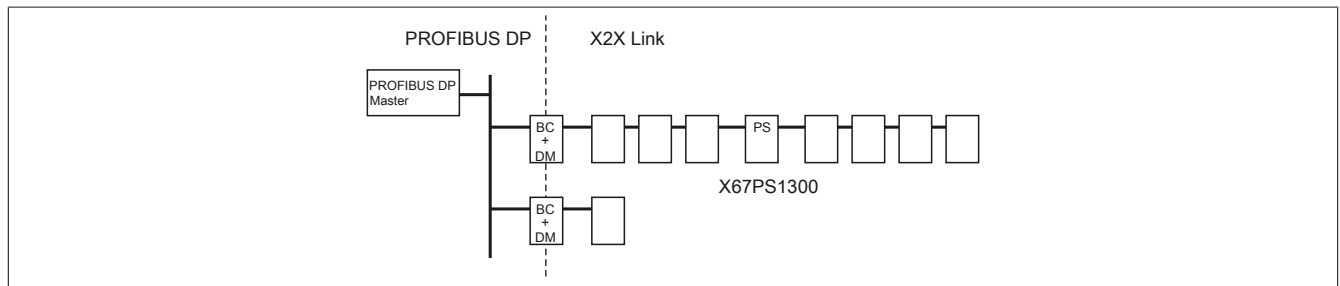 PROFIBUS DP
X2X Link
PROFIBUS DP
Master
BC
+
DM
PS
X67PS1300
BC
+
DM